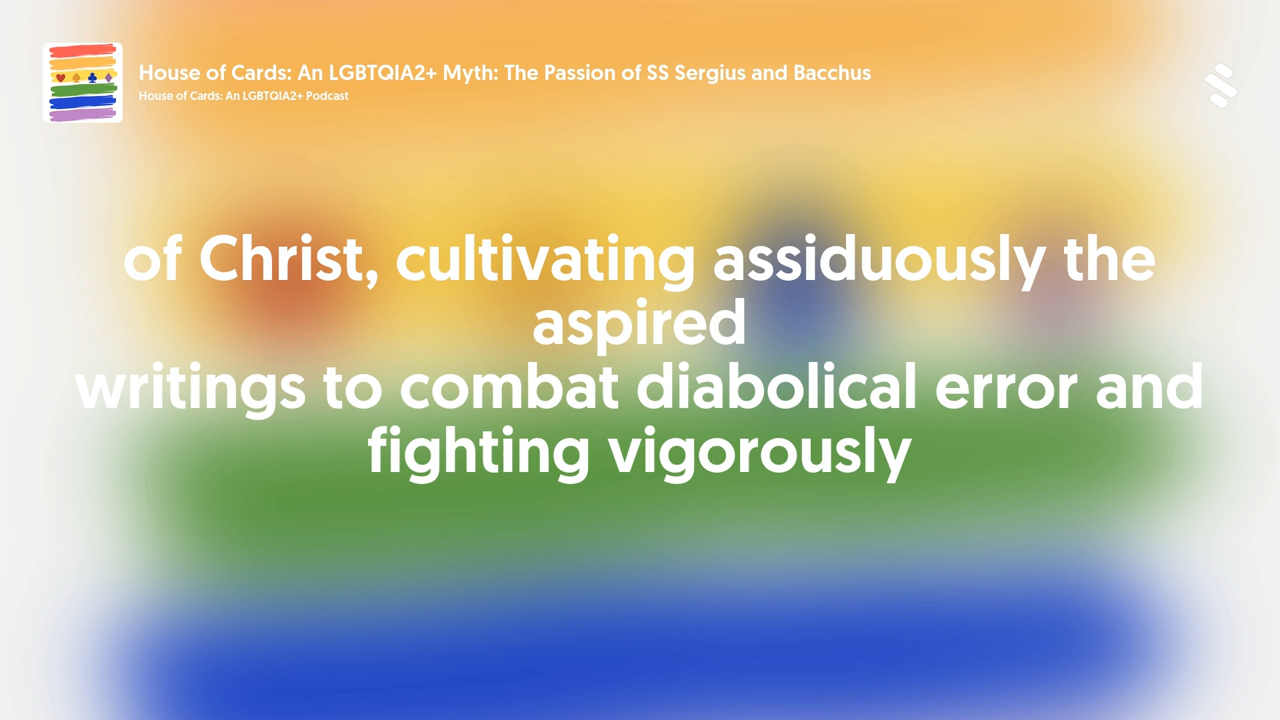 House of Cards: An LGBTQIA2+ Myth: The Passion of SS Sergius and Bacchus
House of Cards: An LGBTQIA2+ Podcast
of Christ, cultivating assiduously the
aspired
writings to combat diabolical error and
fighting vigorously